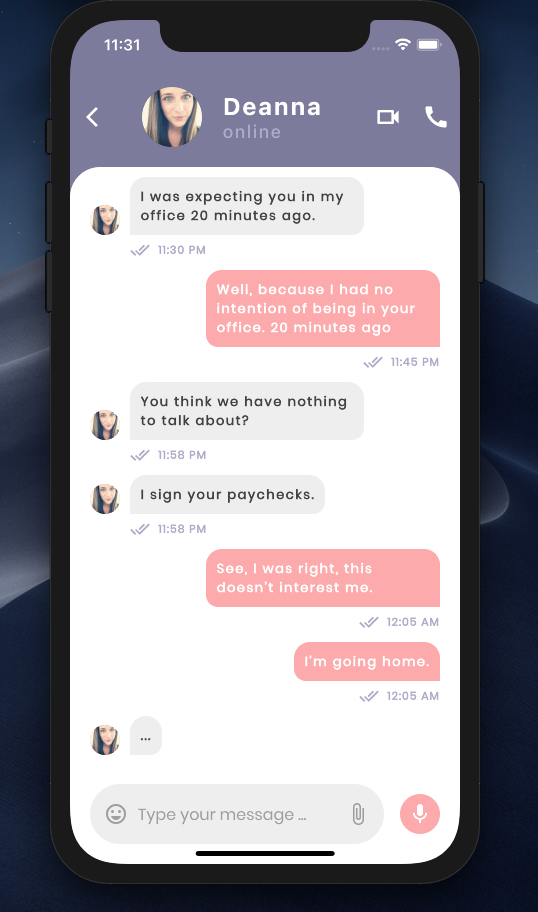 11:31
Deanna
online
I was expecting you in my
office 20 minutes ago.
11:30 PM
Well, because I had no
intention of being in your
office. 20 minutes ago
11:45 PM
You think we have nothing
to talk about?
11:58 PM
I sign your paychecks.
11:58 PM
See, I was right, this
doesn't interest me.
12:05 AM
I'm going home.
12:05 AM
...
Type your message ...